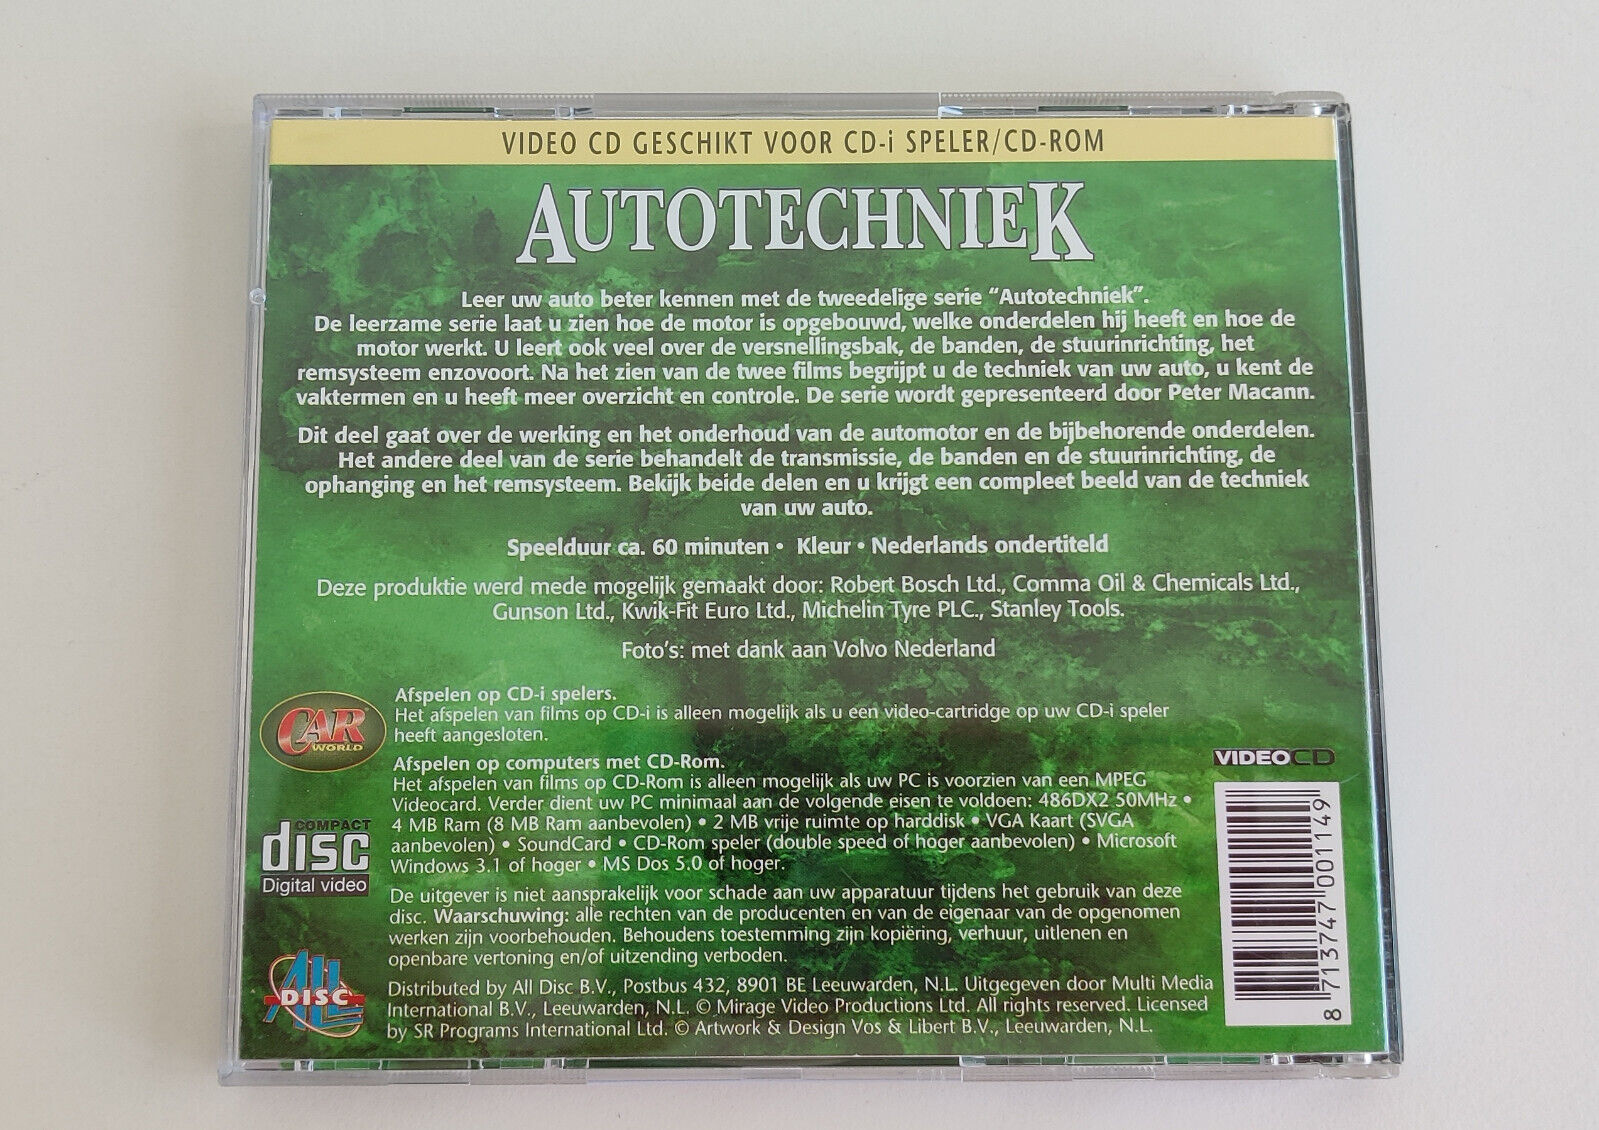 VIDEO CD GESCHIKT VOOR CD-i SPELER/CD-ROM
AUTOTECHNIEK
Leer uw auto beter kennen met de tweedelige serie “Autotechniek”.
De leerzame serie laat u zien hoe de motor is opgebouwd, welke onderdelen hij heeft en hoe de
motor werkt. U leert ook veel over de versnellingsbak, de banden, de stuurinrichting, het
remsysteem enzovoort. Na het zien van de twee films begrijpt u de techniek van uw auto, u kent de
vaktermen en u heeft meer overzicht en controle. De serie wordt gepresenteerd door Peter Macann.
Dit deel gaat over de werking en het onderhoud van de automotor en de bijbehorende onderdelen.
Het andere deel van de serie behandelt de transmissie, de banden en de stuurinrichting, de
ophanging en het remsysteem. Bekijk beide delen en u krijgt een compleet beeld van de techniek
van uw auto.
Speelduur ca. 60 minuten • Kleur • Nederlands ondertiteld
Deze produktie werd mede mogelijk gemaakt door: Robert Bosch Ltd., Comma Oil & Chemicals Ltd.,
Gunson Ltd., Kwik-Fit Euro Ltd., Michelin Tyre PLC., Stanley Tools.
Foto's: met dank aan Volvo Nederland
CAR
WORLD
Afspelen op CD-i spelers.
Het afspelen van films op CD-i is alleen mogelijk als u een video-cartridge op uw CD-i speler
heeft aangesloten.
Afspelen op computers met CD-Rom.
Het afspelen van films op CD-Rom is alleen mogelijk als uw PC is voorzien van een MPEG
Videocard. Verder dient uw PC minimaal aan de volgende eisen te voldoen: 486DX2 50MHz •
4 MB Ram (8 MB Ram aanbevolen) • 2 MB vrije ruimte op harddisk • VGA Kaart (SVGA
aanbevolen) • SoundCard • CD-Rom speler (double speed of hoger aanbevolen) • Microsoft
Windows 3.1 of hoger • MS Dos 5.0 of hoger.
De uitgever is niet aansprakelijk voor schade aan uw apparatuur tijdens het gebruik van deze
disc. Waarschuwing: alle rechten van de producenten en van de eigenaar van de opgenomen
werken zijn voorbehouden. Behoudens toestemming zijn kopiëring, verhuur, uitlenen en
openbare vertoning en/of uitzending verboden.
Distributed by All Disc B.V., Postbus 432, 8901 BE Leeuwarden, N.L. Uitgegeven door Multi Media
International B.V., Leeuwarden, N.L. © Mirage Video Productions Ltd. All rights reserved. Licensed
by SR Programs International Ltd. © Artwork & Design Vos & Libert B.V., Leeuwarden, N.L.
COMPACT
disc
Digital video
ALL
DISC
VIDEO CD
8 713747 001149